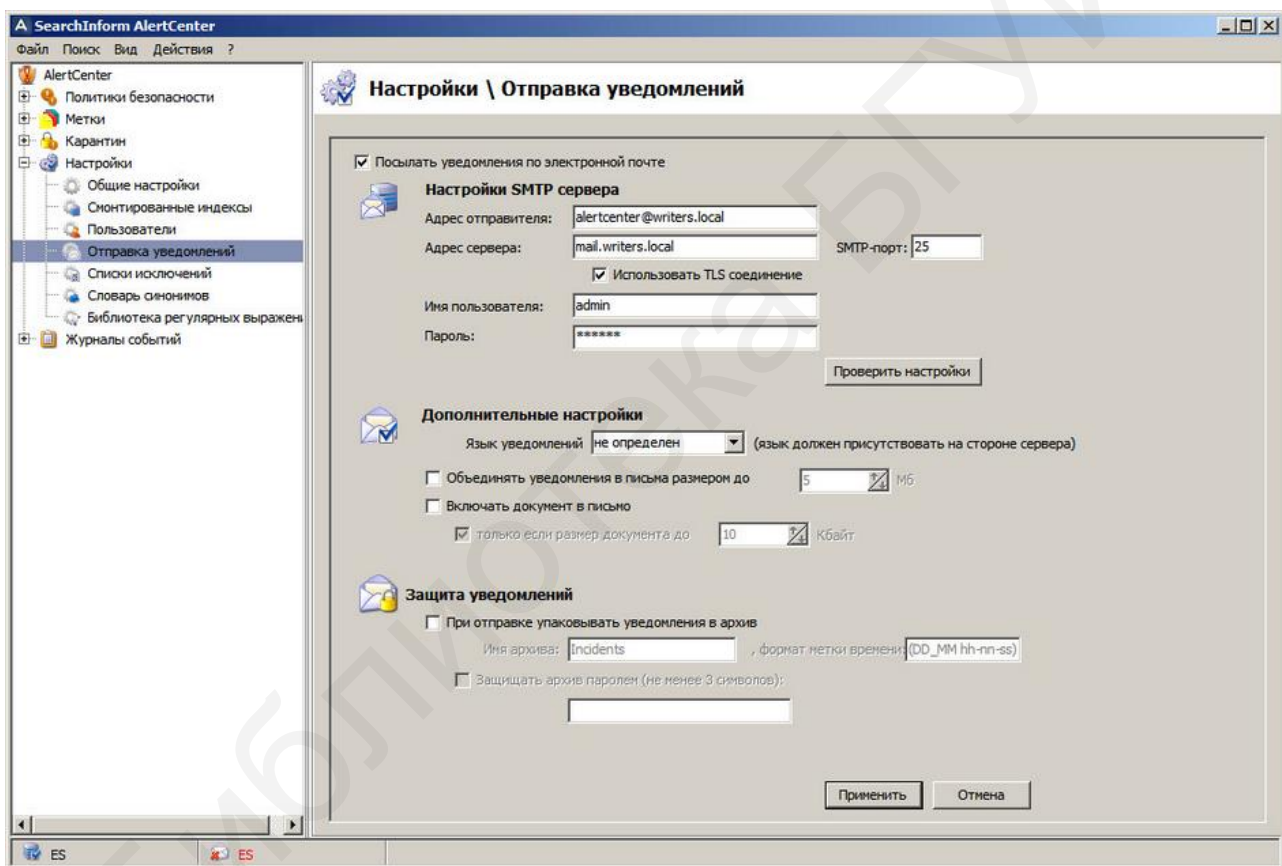 A SearchInform AlertCenter
Файл Поиск Вид Действия ?
AlertCenter
Политики безопасности
Метки
Карантин
Настройки
Общие настройки
Смонтированные индексы
Пользователи
Отправка уведомлений
Списки исключений
Словарь синонимов
Библиотека регулярных выражени
Журналы событий
Настройки \ Отправка уведомлений
Посылать уведомления по электронной почте
Настройки SMTP сервера
Адрес отправителя: alertcenter@writers.local
Адрес сервера: mail.writers.local SMTP-порт: 25
Использовать TLS соединение
Имя пользователя: admin
Пароль: ******
Проверить настройки
Дополнительные настройки
Язык уведомлений не определен (язык должен присутствовать на стороне сервера)
Объединять уведомления в письма размером до 5 Мб
Включать документ в письмо
только если размер документа до 10 Кбайт
Защита уведомлений
При отправке упаковывать уведомления в архив
Имя архива: Incidents , формат метки времени: (DD_MM hh-nn-ss)
Защищать архив паролем (не менее 3 символов):
Применить Отмена
ES ES
Библиотека БГУИ